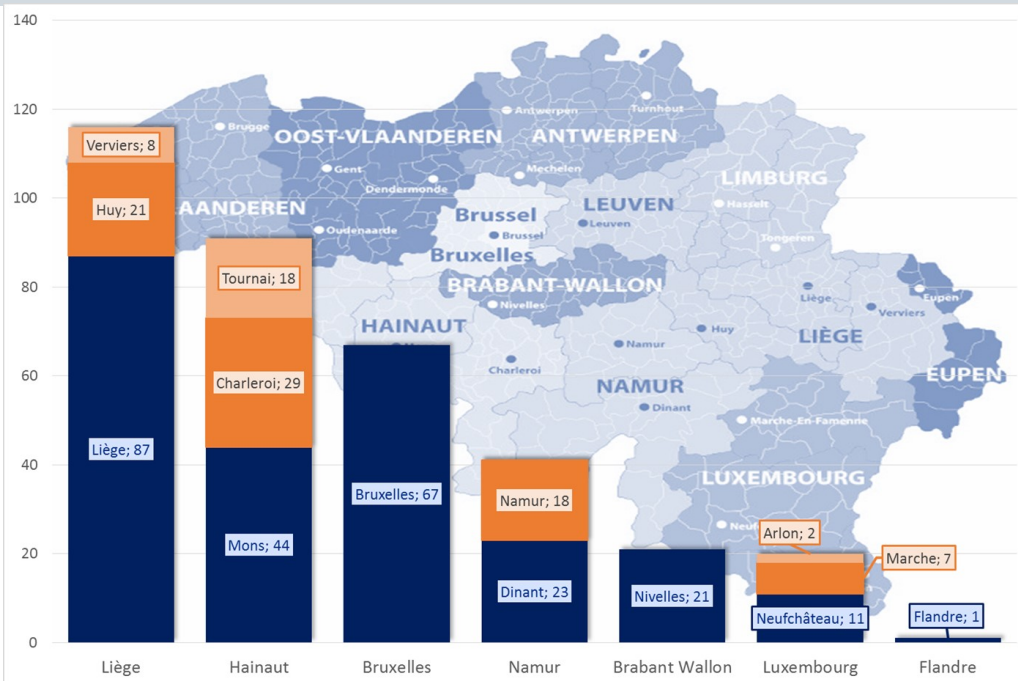 140
120
100
80
60
40
20
0
Verviers; 8
Huy; 21
Liège; 87
Tournai; 18
Charleroi; 29
Mons; 44
Bruxelles; 67
Namur; 18
Dinant; 23
Nivelles; 21
Arlon; 2
Marche; 7
Neufchâteau; 11
Flandre; 1
Liège
Hainaut
Bruxelles
Namur
Brabant Wallon
Luxembourg
Flandre
Brugge
OOST-VLAANDEREN
Gent
Dendermonde
Oudenaarde
AANDEREN
Antwerpen
Turnhout
ANTWERPEN
Mechelen
LIMBURG
Hasselt
Tongeren
LEUVEN
Leuven
Brussel
Brussel
Bruxelles
BRABANT-WALLON
Nivelles
HAINAUT
Charleroi
Namur
NAMUR
Dinant
Huy
Liège
LIÈGE
Verviers
Eupen
EUPEN
Marche-En-Famenne
LUXEMBOURG
Neuf